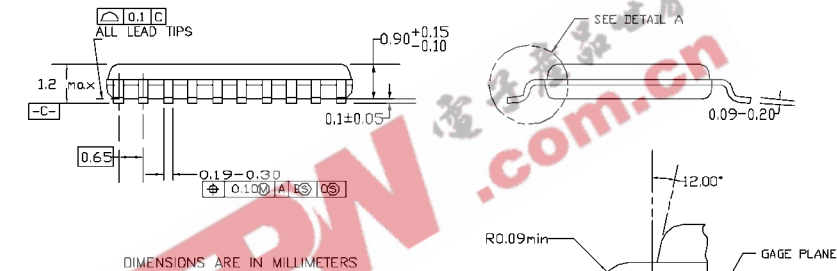 0.1 C
ALL LEAD TIPS
SEE DETAIL A
0.90+0.15
-0.10
1.2 max
-C-
0.1±0.05
0.09-0.20
0.65
0.19-0.30
0.10Ⓜ A BⓈ CⓈ
12.00°
R0.09min
GAGE PLANE
DIMENSIONS ARE IN MILLIMETERS
.com.cn